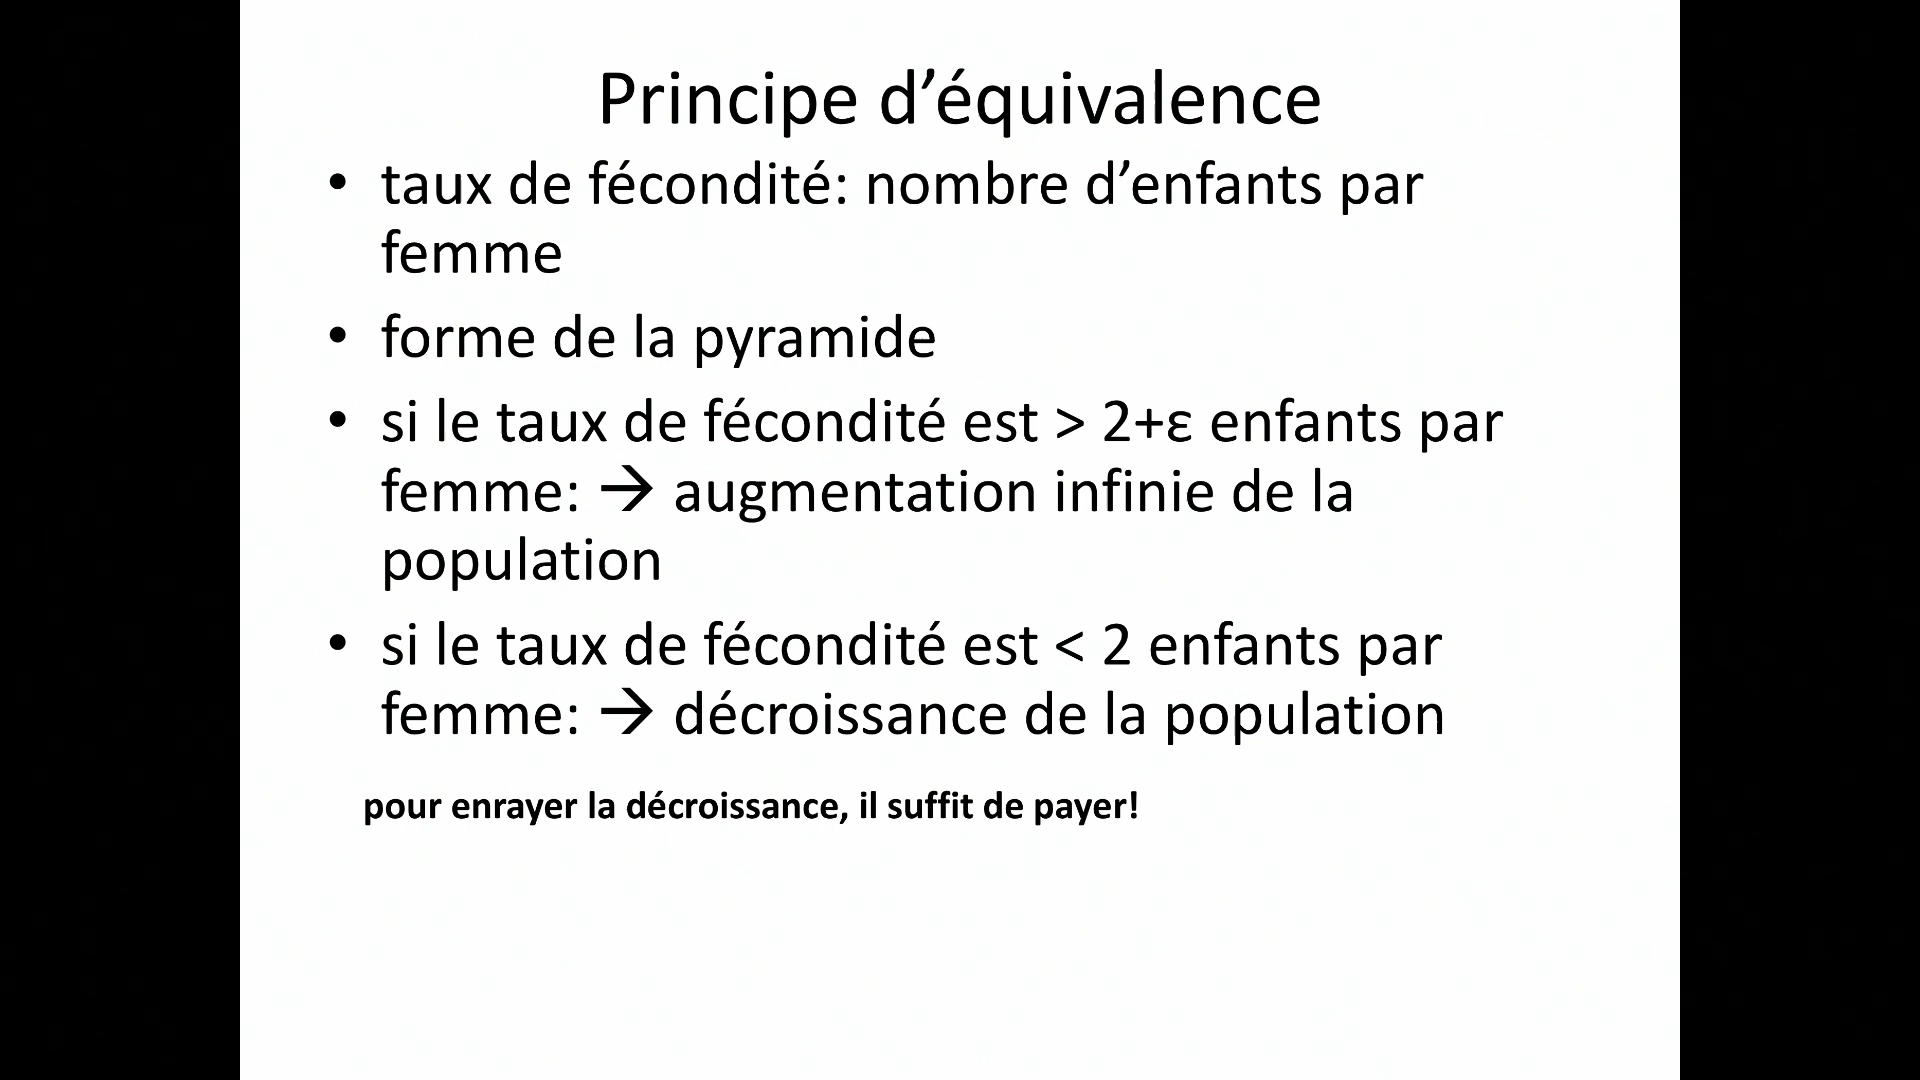 Principe d’équivalence
• taux de fécondité: nombre d’enfants par
femme
• forme de la pyramide
• si le taux de fécondité est > 2+ε enfants par
femme: → augmentation infinie de la
population
• si le taux de fécondité est < 2 enfants par
femme: → décroissance de la population
pour enrayer la décroissance, il suffit de payer!